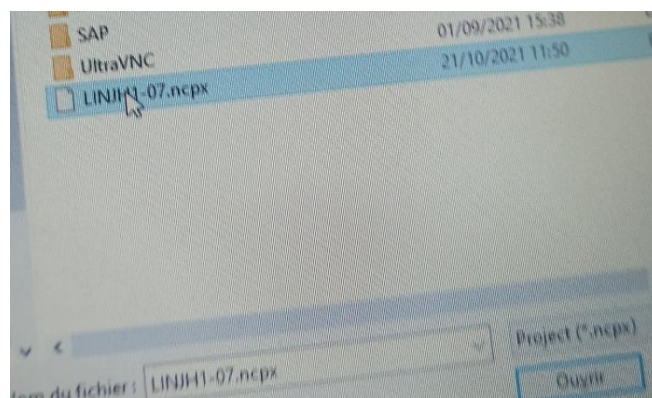 SAP 01/09/2021 15:38
UltraVNC 21/10/2021 11:50
LINJH1-07.ncpx
du fichier : LINJH1-07.ncpx Project (*.ncpx)
Ouvrir